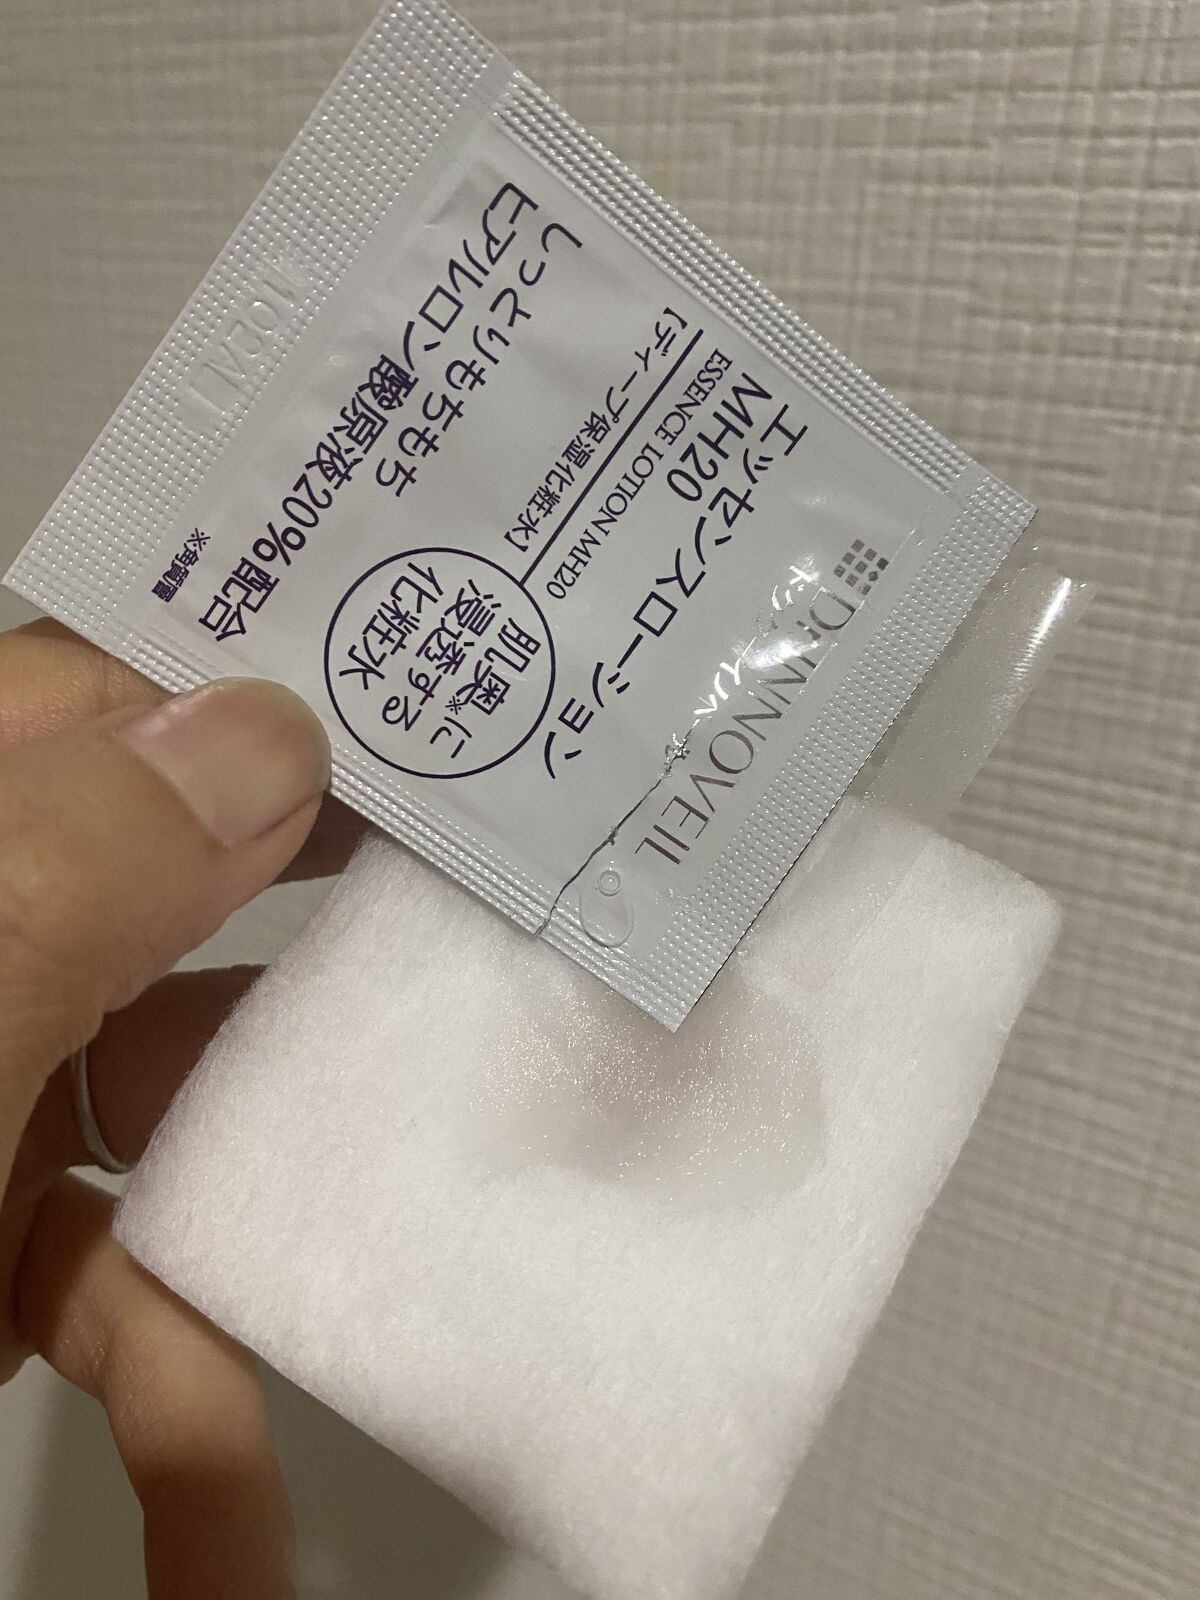 Dr.INNOVEIL
エッセンスローション
MH20
ESSENCE LOTION MH20
【ディープ保湿化粧水】
肌奥※に
浸透する
化粧水
しっとりもちもち
ヒアルロン酸原液20%配合
※角質層